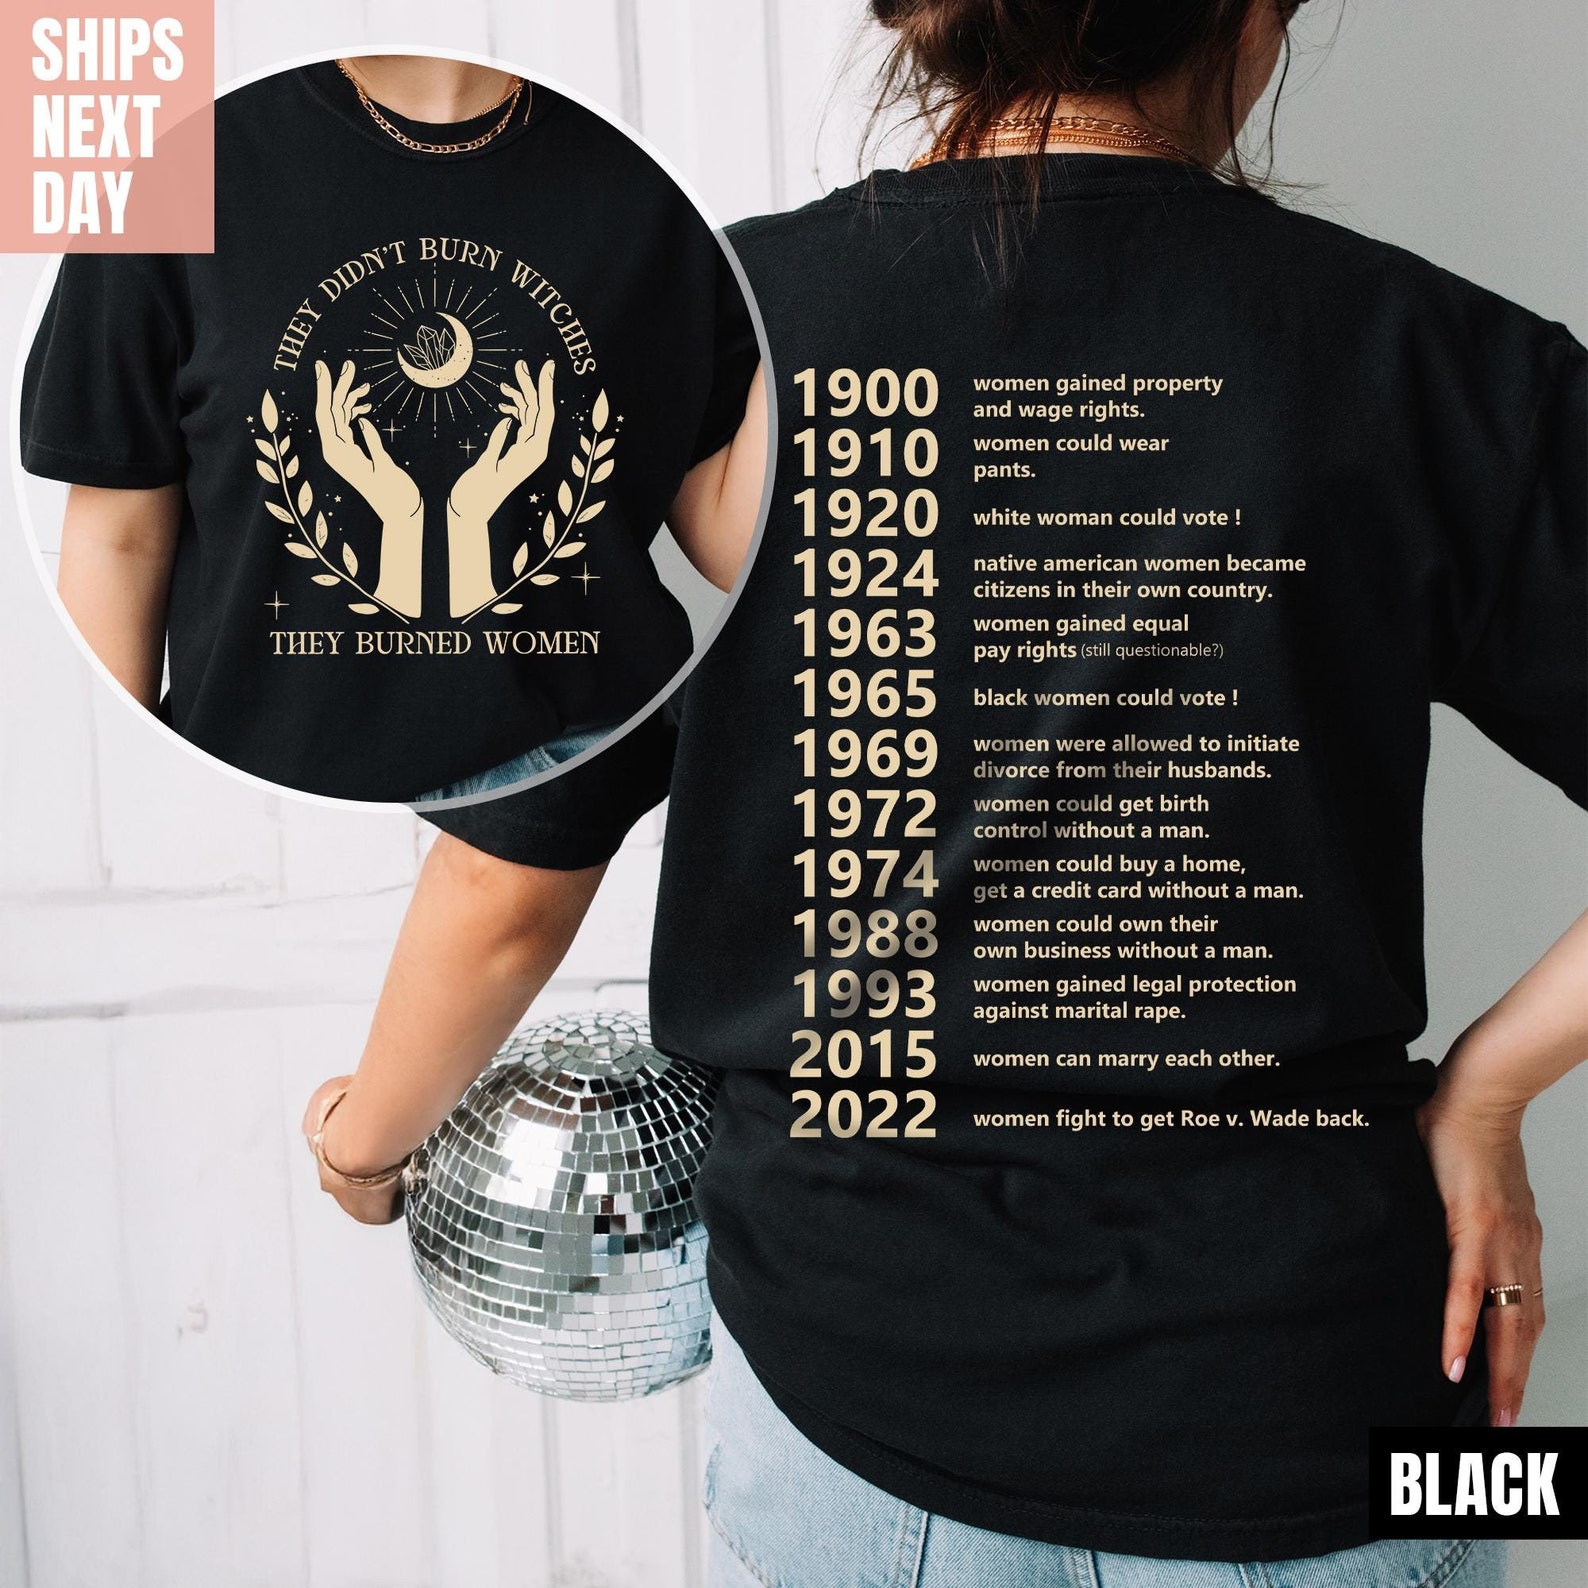 SHIPS
NEXT
DAY
THEY DIDN'T BURN WITCHES
THEY BURNED WOMEN
1900 women gained property
and wage rights.
1910 women could wear
pants.
1920 white woman could vote !
1924 native american women became
citizens in their own country.
1963 women gained equal
pay rights (still questionable?)
1965 black women could vote !
1969 women were allowed to initiate
divorce from their husbands.
1972 women could get birth
control without a man.
1974 women could buy a home,
get a credit card without a man.
1988 women could own their
own business without a man.
1993 women gained legal protection
against marital rape.
2015 women can marry each other.
2022 women fight to get Roe v. Wade back.
BLACK